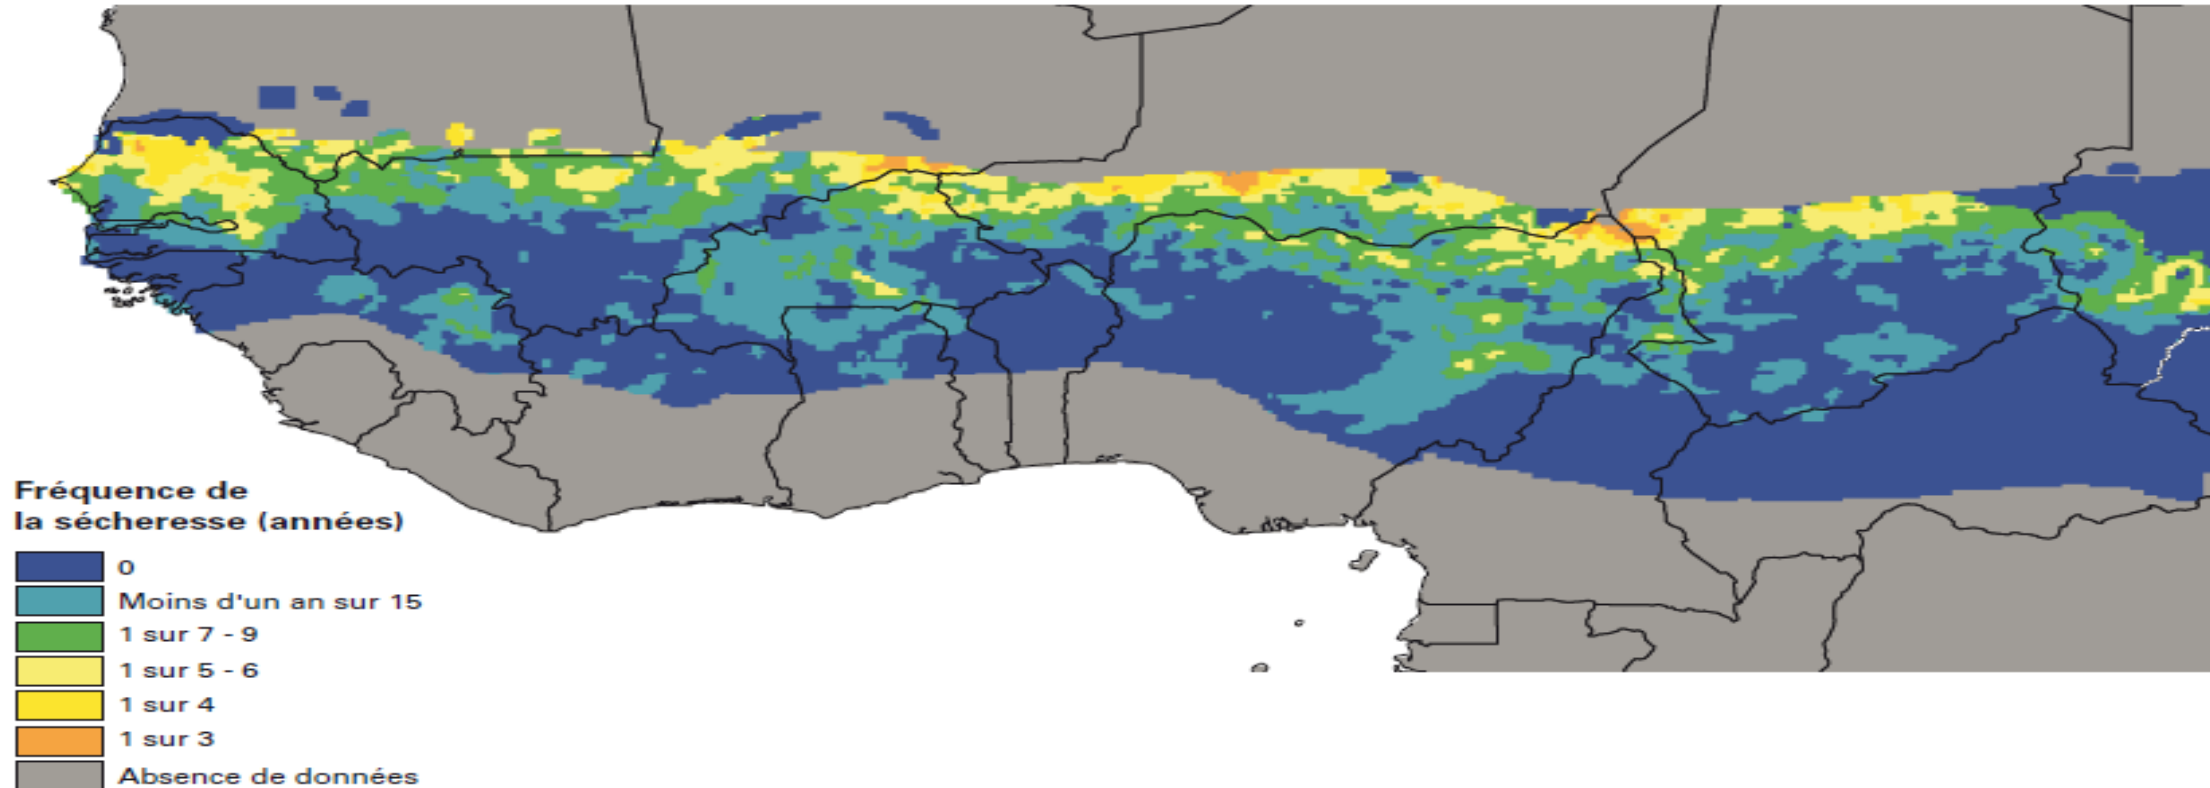 Fréquence de
la sécheresse (années)
0
Moins d'un an sur 15
1 sur 7 - 9
1 sur 5 - 6
1 sur 4
1 sur 3
Absence de données